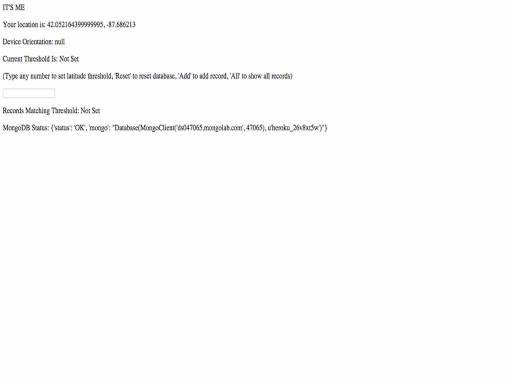 IT'S ME
Your location is: 42.052164399999995, -87.686213
Device Orientation: null
Current Threshold Is: Not Set
(Type any number to set latitude threshold, 'Reset' to reset database, 'Add' to add record, 'All' to show all records)
Records Matching Threshold: Not Set
MongoDB Status: {'status': 'OK', 'mongo': "Database(MongoClient('ds047065.mongolab.com', 47065), u'heroku_26v8xt5w')"}